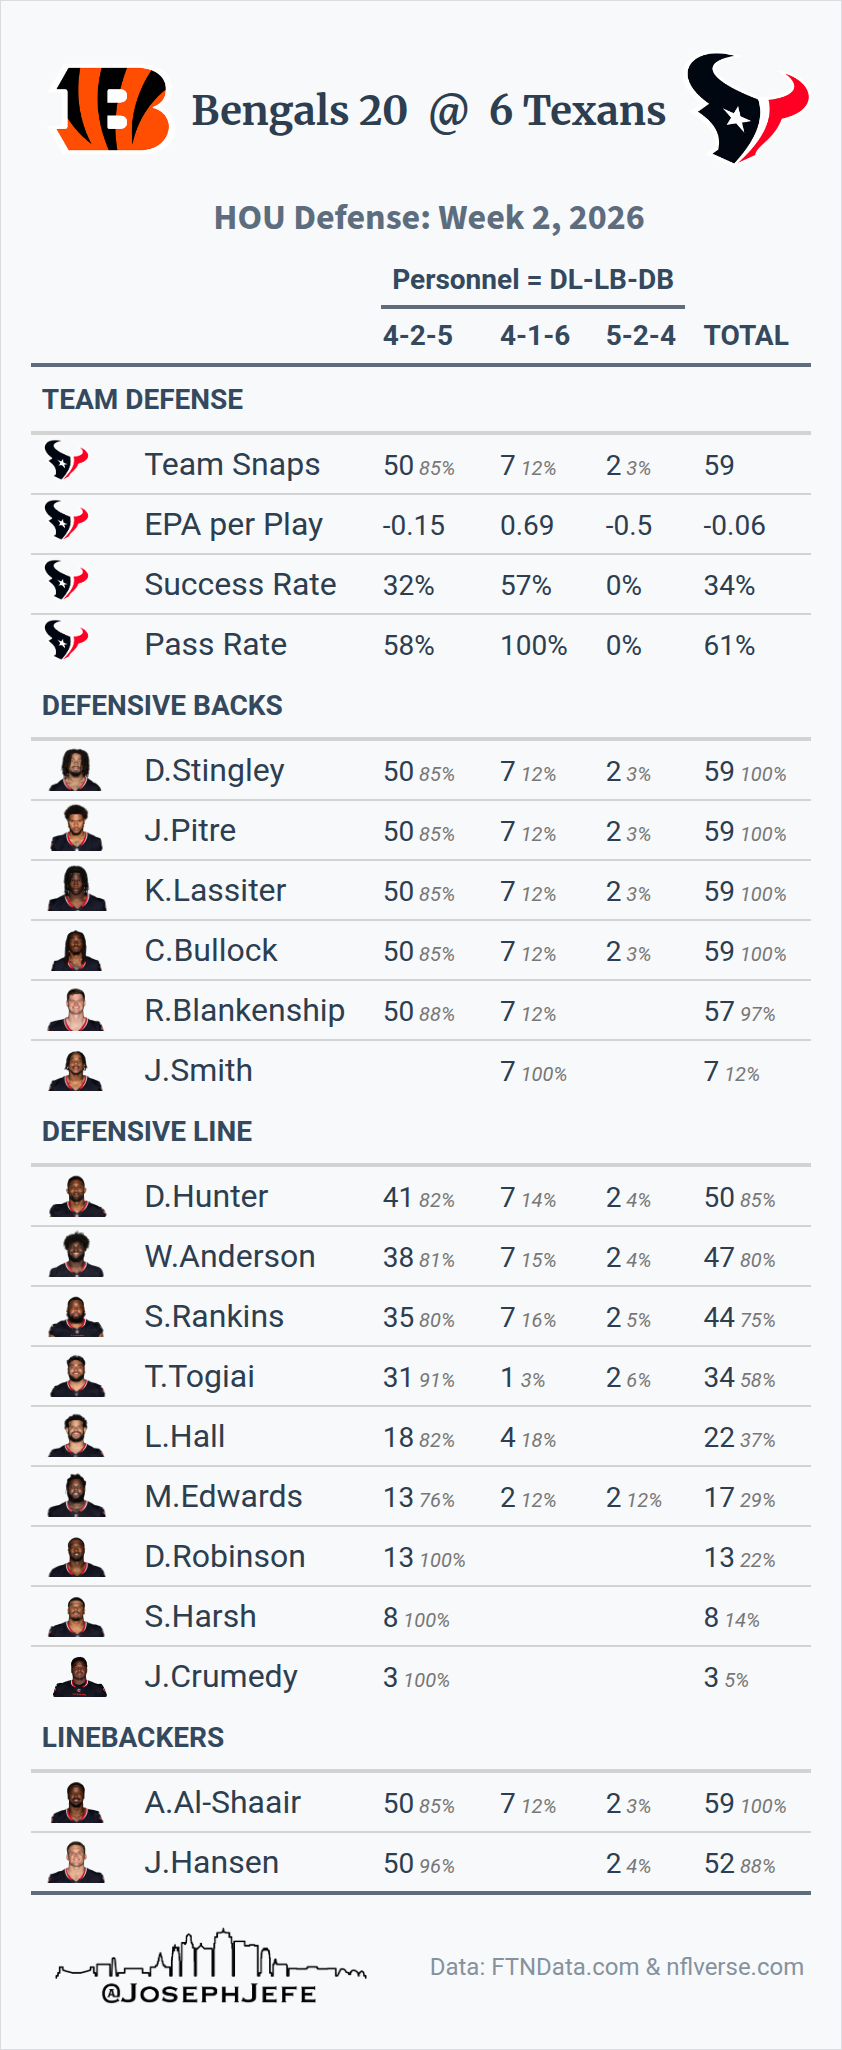 Bengals 20 @ 6 Texans
HOU Defense: Week 2, 2026
Personnel = DL-LB-DB
4-2-5 4-1-6 5-2-4 TOTAL
TEAM DEFENSE
Team Snaps 50 85% 7 12% 2 3% 59
EPA per Play -0.15 0.69 -0.5 -0.06
Success Rate 32% 57% 0% 34%
Pass Rate 58% 100% 0% 61%
DEFENSIVE BACKS
D.Stingley 50 85% 7 12% 2 3% 59 100%
J.Pitre 50 85% 7 12% 2 3% 59 100%
K.Lassiter 50 85% 7 12% 2 3% 59 100%
C.Bullock 50 85% 7 12% 2 3% 59 100%
R.Blankenship 50 88% 7 12% 57 97%
J.Smith 7 100% 7 12%
DEFENSIVE LINE
D.Hunter 41 82% 7 14% 2 4% 50 85%
W.Anderson 38 81% 7 15% 2 4% 47 80%
S.Rankins 35 80% 7 16% 2 5% 44 75%
T.Togiai 31 91% 1 3% 2 6% 34 58%
L.Hall 18 82% 4 18% 22 37%
M.Edwards 13 76% 2 12% 2 12% 17 29%
D.Robinson 13 100% 13 22%
S.Harsh 8 100% 8 14%
J.Crumedy 3 100% 3 5%
LINEBACKERS
A.Al-Shaair 50 85% 7 12% 2 3% 59 100%
J.Hansen 50 96% 2 4% 52 88%
@JOSEPHJEFE
Data: FTNData.com & nflverse.com